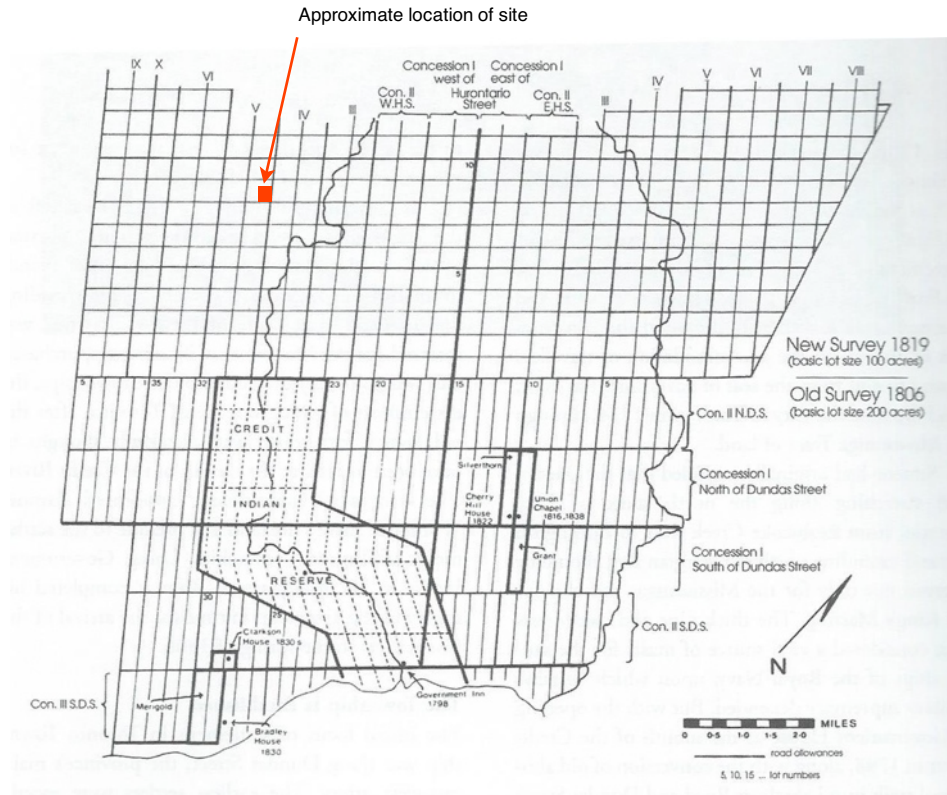 Approximate location of site
Concession I
west of
Hurontario
Street
Concession I
east of
Con. II
W.H.S.
Con. II
E.H.S.
IX
X
VI
V
IV
III
III
IV
V
VI
VII
VIII
10
5
New Survey 1819
(basic lot size 100 acres)
Old Survey 1806
(basic lot size 200 acres)
5
1
35
32
23
15
10
5
Con. II N.D.S.
CREDIT
INDIAN
RESERVE
Silverthorn
Cherry
Hill
House
1822
Union
Chapel
1816,1838
Grant
Concession I
North of Dundas Street
Concession I
South of Dundas Street
Con. II S.D.S.
30
29
Clarkson
House 1830 s
Con. III S.D.S.
Merigold
Bradley
House
1830
Government Inn
1798
N
MILES
0 0·5 1·0 1·5 2·0
road allowances
5, 10, 15 ... lot numbers